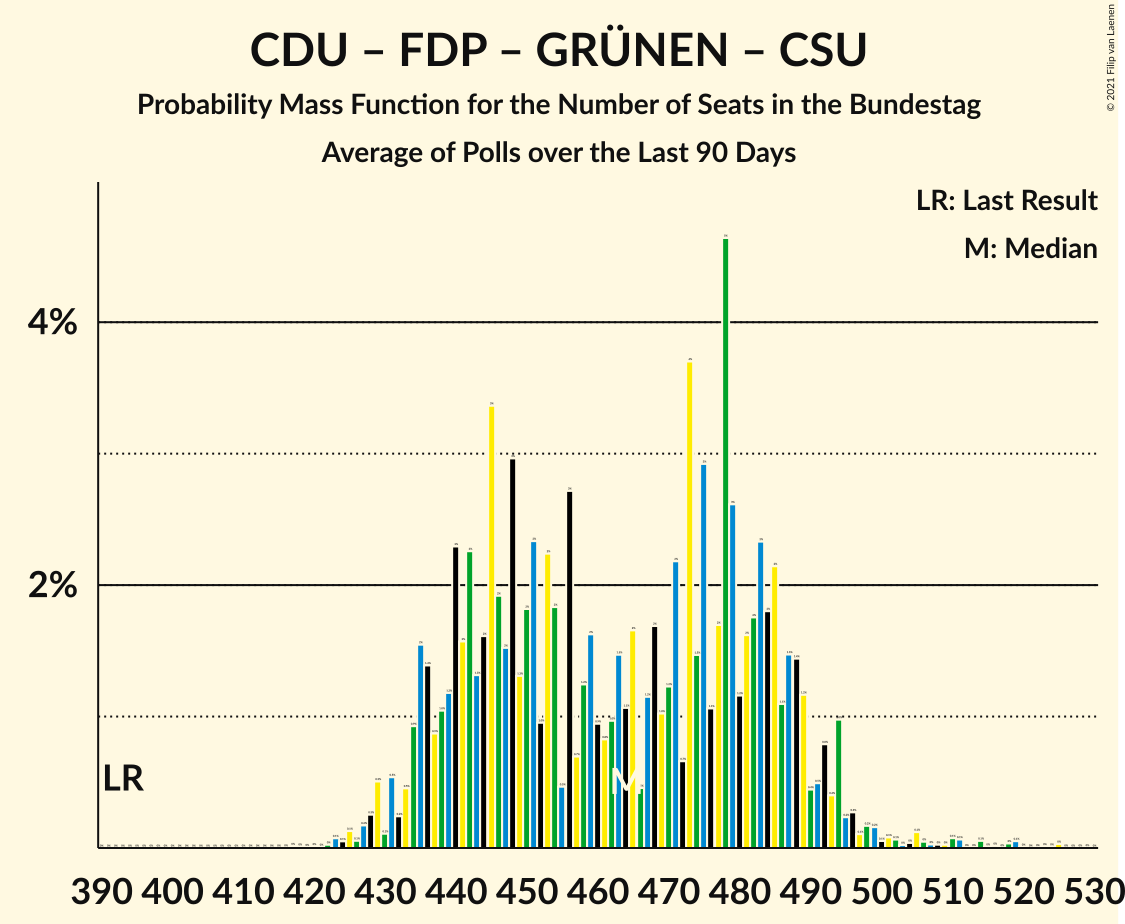 CDU – FDP – GRÜNEN – CSU
Probability Mass Function for the Number of Seats in the Bundestag
Average of Polls over the Last 90 Days
© 2021 Filip van Laenen
LR: Last Result
M: Median
4%
2%
LR
M
390 400 410 420 430 440 450 460 470 480 490 500 510 520 530